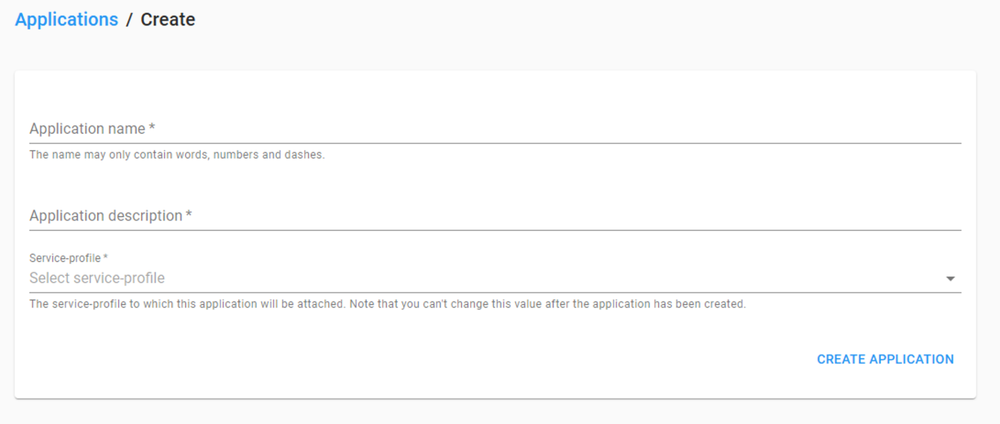 Applications / Create
Application name *
The name may only contain words, numbers and dashes.
Application description *
Service-profile *
Select service-profile
The service-profile to which this application will be attached. Note that you can't change this value after the application has been created.
CREATE APPLICATION